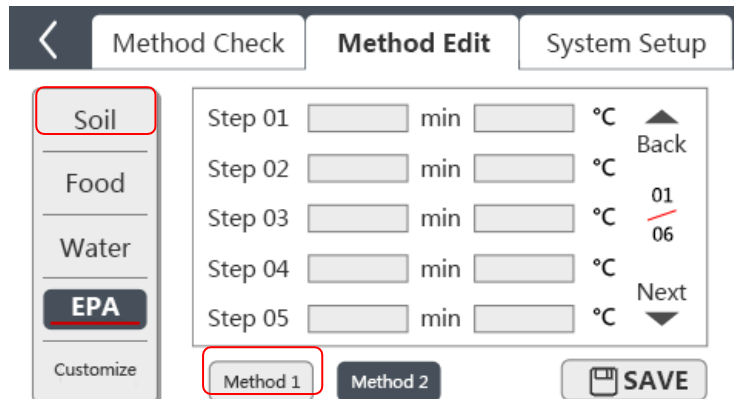 Method Check Method Edit System Setup
Soil
Food
Water
EPA
Customize
Step 01 min °C
Step 02 min °C
Step 03 min °C
Step 04 min °C
Step 05 min °C
Back
01
06
Next
Method 1 Method 2 SAVE